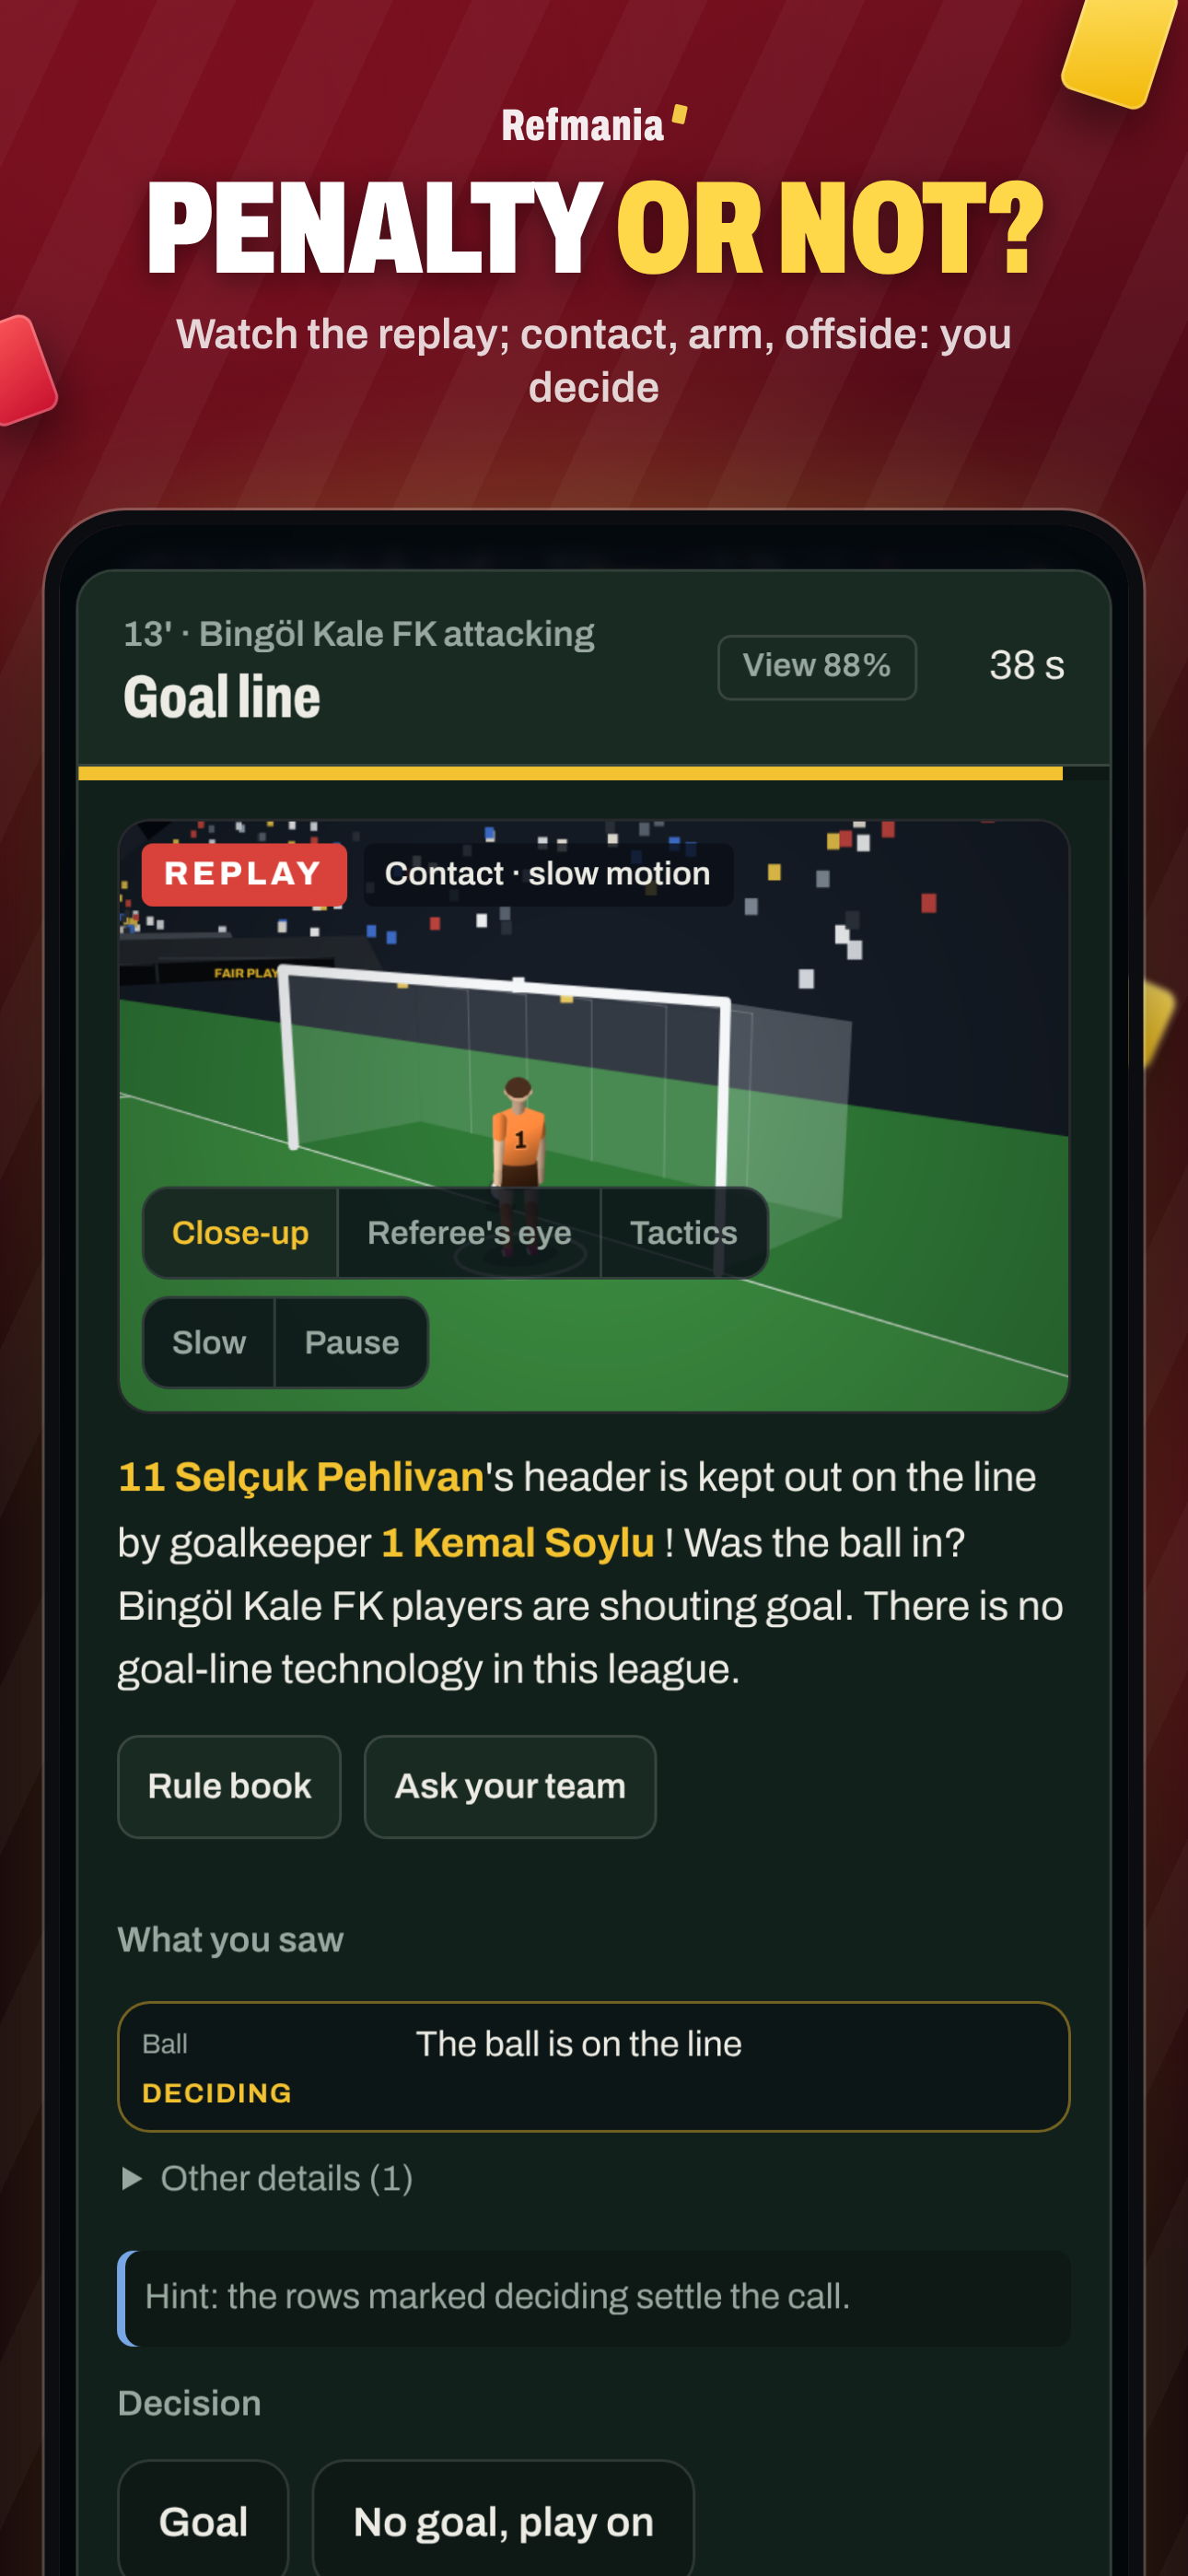 Refmania
PENALTY OR NOT?
Watch the replay; contact, arm, offside: you
decide
13' · Bingöl Kale FK attacking
Goal line
View 88%
38 s
REPLAY
Contact · slow motion
FAIR PLAY
1
Close-up
Referee's eye
Tactics
Slow
Pause
11 Selçuk Pehlivan's header is kept out on the line
by goalkeeper 1 Kemal Soylu ! Was the ball in?
Bingöl Kale FK players are shouting goal. There is no
goal-line technology in this league.
Rule book
Ask your team
What you saw
Ball
The ball is on the line
DECIDING
▶ Other details (1)
Hint: the rows marked deciding settle the call.
Decision
Goal
No goal, play on